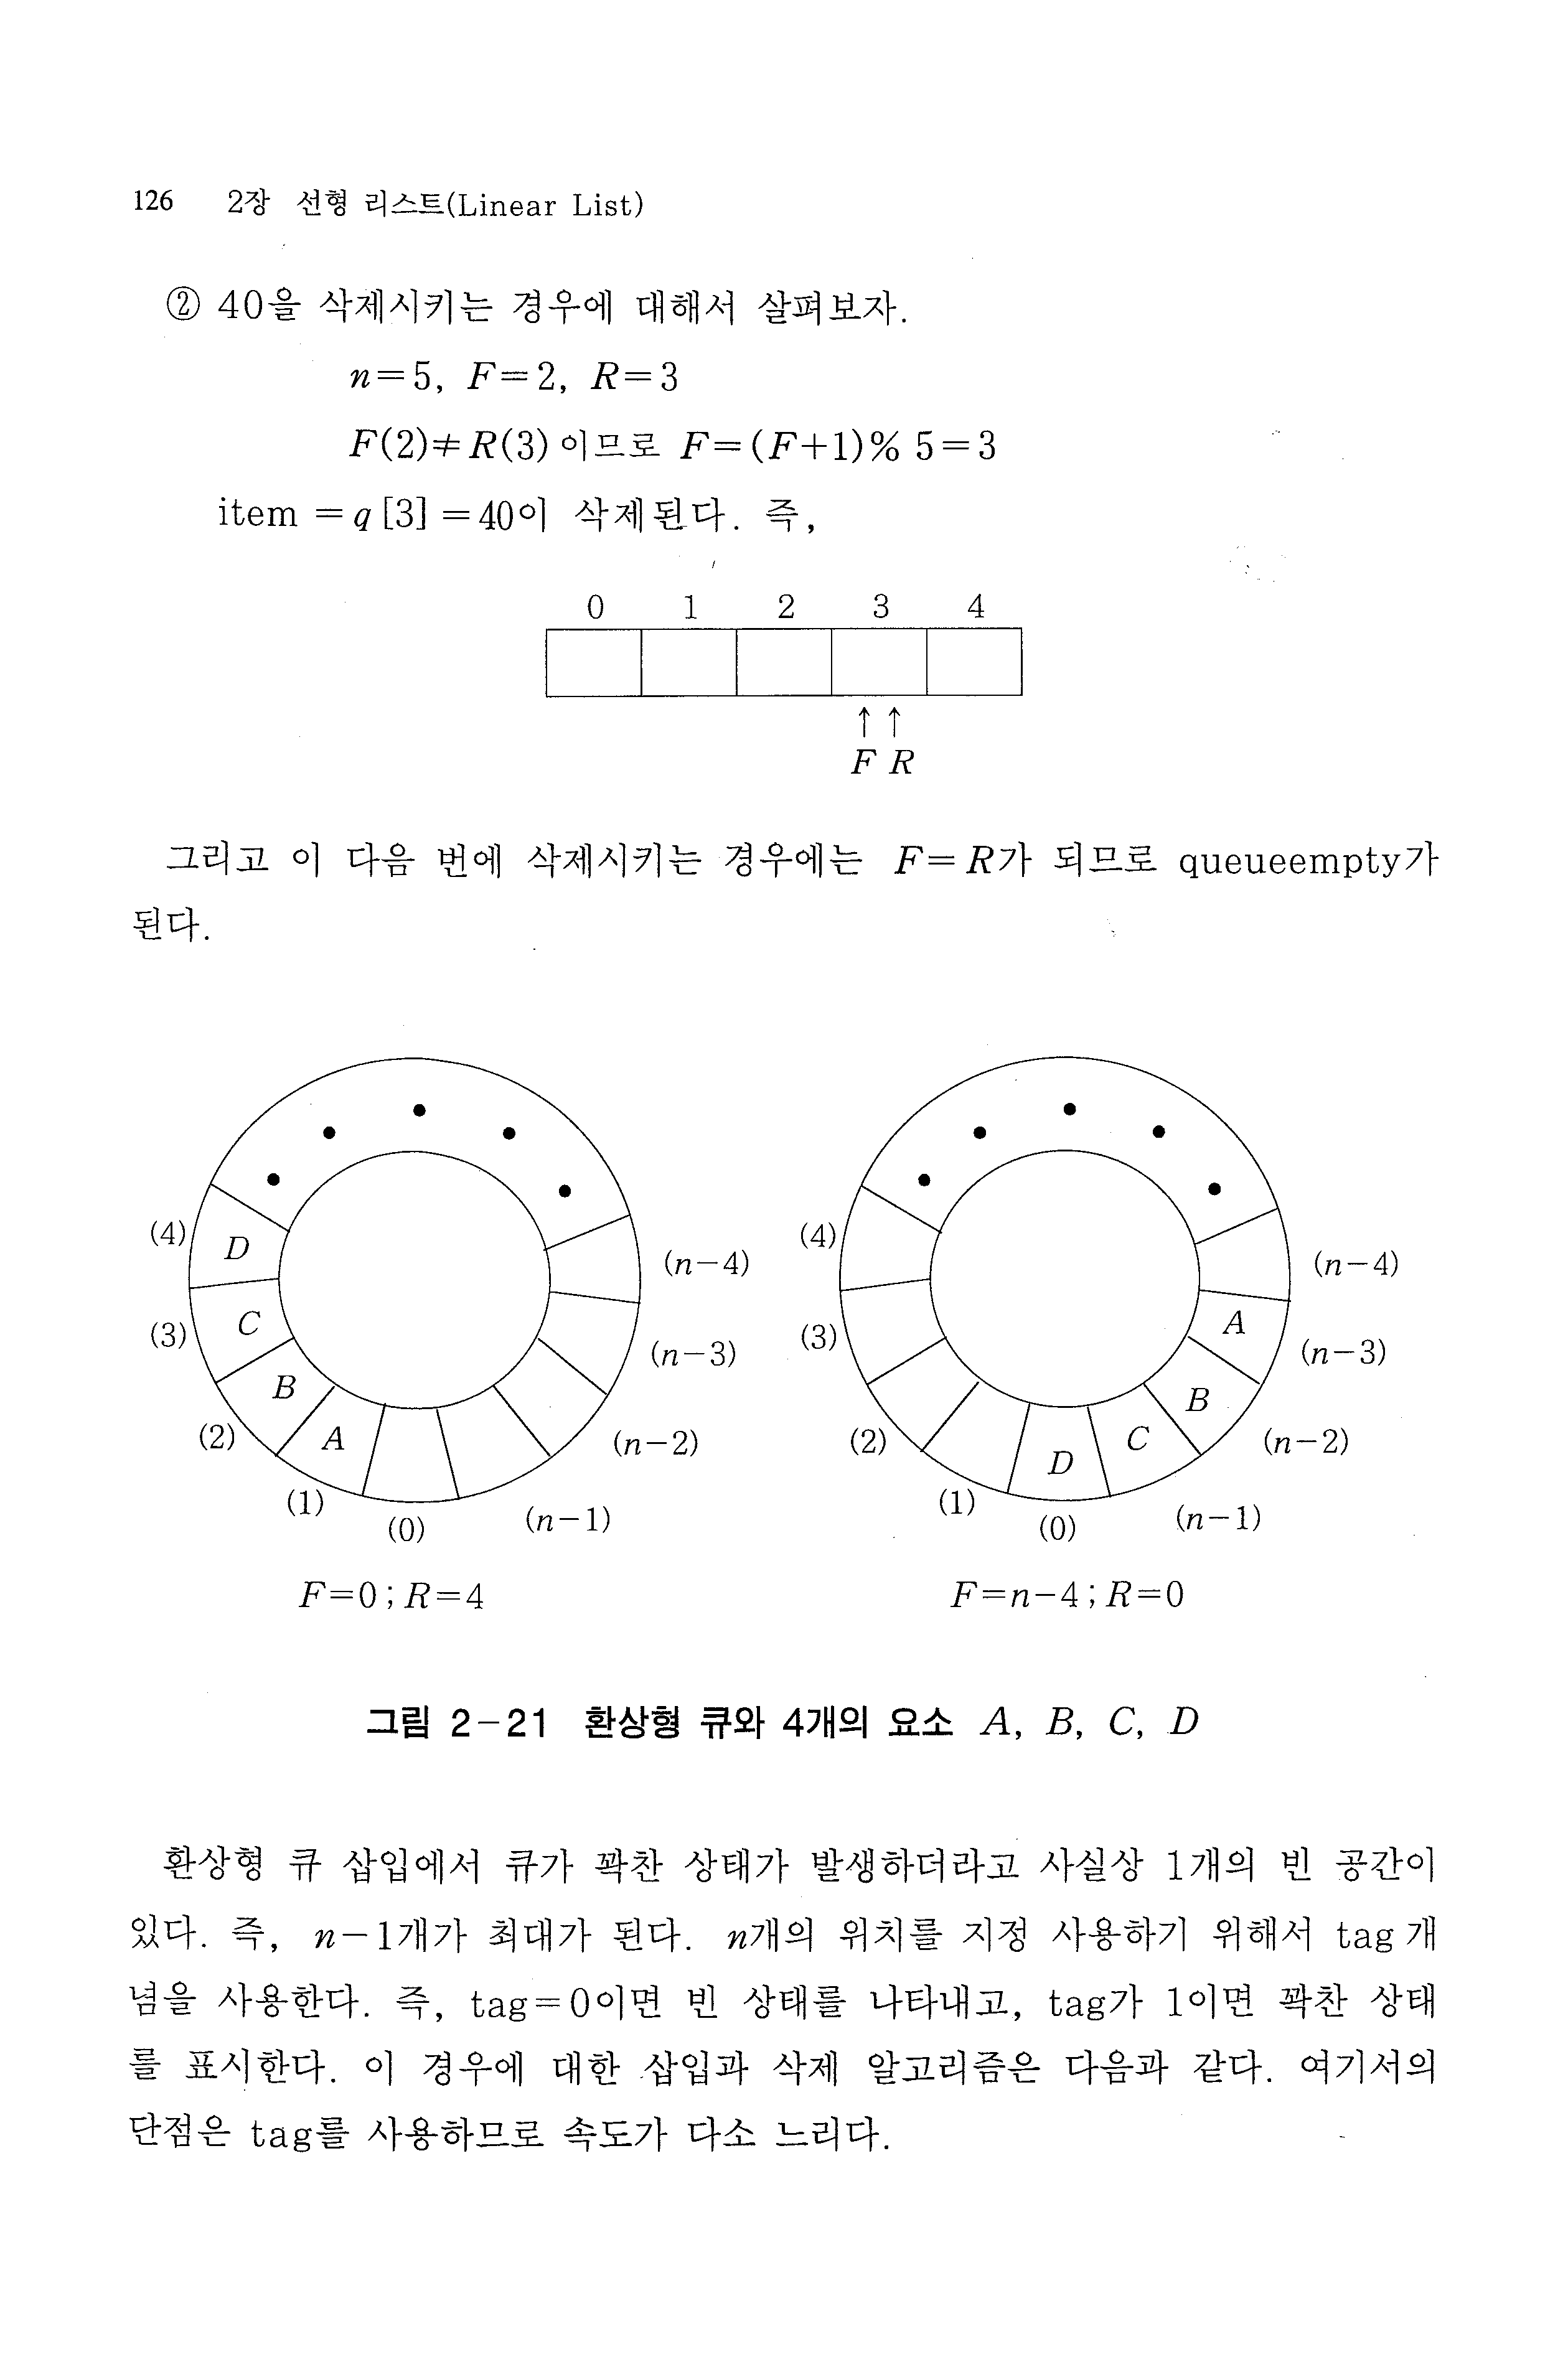 126 2장 선형 리스트(Linear List)
② 40을 삭제시키는 경우에 대해서 살펴보자.
n=5, F=2, R=3
F(2)≠R(3)이므로 F=(F+1)% 5=3
item =q[3]=40이 삭제된다. 즉,
0 1 2 3 4
↑ ↑
F R
그리고 이 다음 번에 삭제시키는 경우에는 F=R가 되므로 queueempty가
된다.
(4) D
(3) C
(2) B
(1) A
(0)
(n-1)
(n-2)
(n-3)
(n-4)
F=0;R=4
(4)
(3)
(2)
(1)
(0) D
(n-1) C
(n-2) B
(n-3) A
(n-4)
F=n-4;R=0
그림 2-21 환상형 큐와 4개의 요소 A, B, C, D
환상형 큐 삽입에서 큐가 꽉찬 상태가 발생하더라고 사실상 1개의 빈 공간이
있다. 즉, n-1개가 최대가 된다. n개의 위치를 지정 사용하기 위해서 tag 개
념을 사용한다. 즉, tag=0이면 빈 상태를 나타내고, tag가 1이면 꽉찬 상태
를 표시한다. 이 경우에 대한 삽입과 삭제 알고리즘은 다음과 같다. 여기서의
단점은 tag를 사용하므로 속도가 다소 느리다.